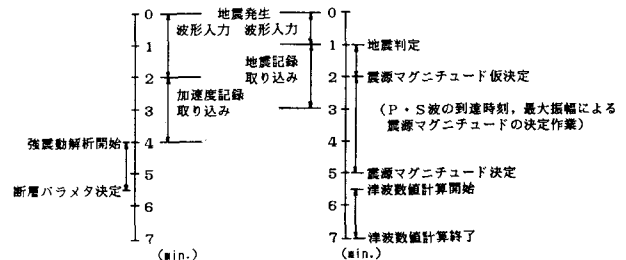 地震発生
0
波形入力
1
2
加速度記録
取り込み
3
強震動解析開始
4
5
断層パラメタ決定
6
7
(min.)
0
波形入力
1
地震判定
地震記録
取り込み
2
震源マグニチュード仮決定
3
(P・S波の到達時刻,最大振幅による
震源マグニチュードの決定作業)
4
5
震源マグニチュード決定
津波数値計算開始
6
7
津波数値計算終了
(min.)